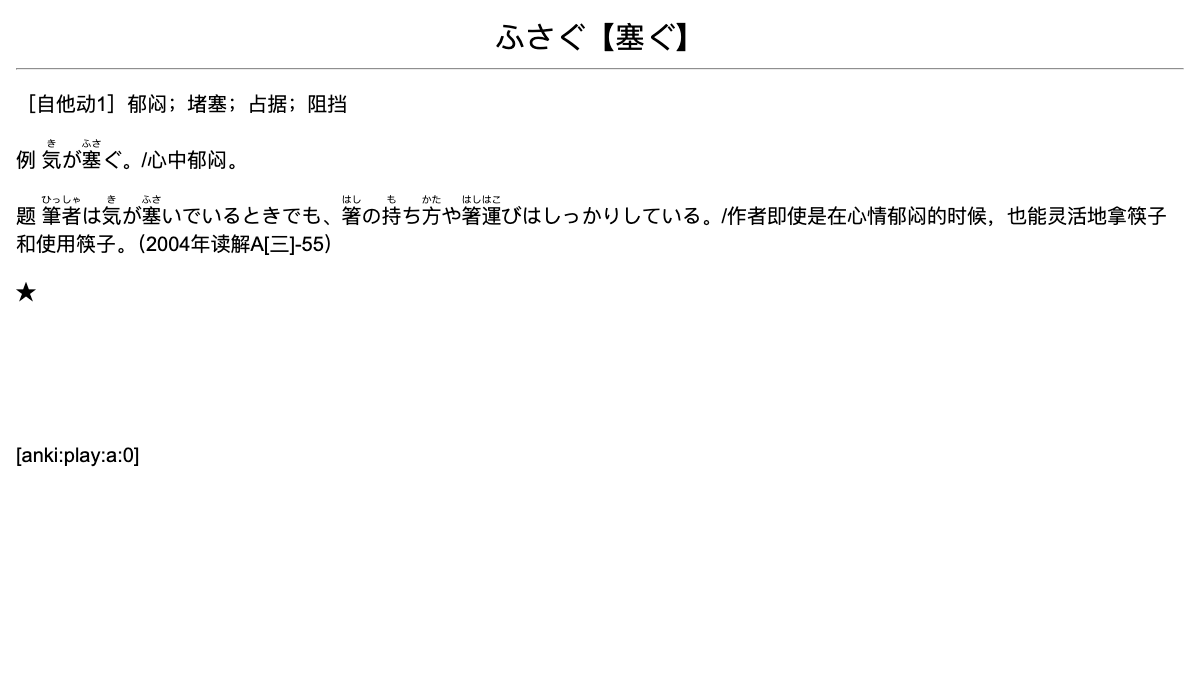 ふさぐ【塞ぐ】
［自他动1］郁闷；堵塞；占据；阻挡
き ふさ
例 気が塞ぐ。/心中郁闷。
ひっしゃ き ふさ はし も かた はしはこ
题 筆者は気が塞いでいるときでも、箸の持ち方や箸運びはしっかりしている。/作者即使是在心情郁闷的时候，也能灵活地拿筷子
和使用筷子。（2004年读解A[三]-55）
★
[anki:play:a:0]